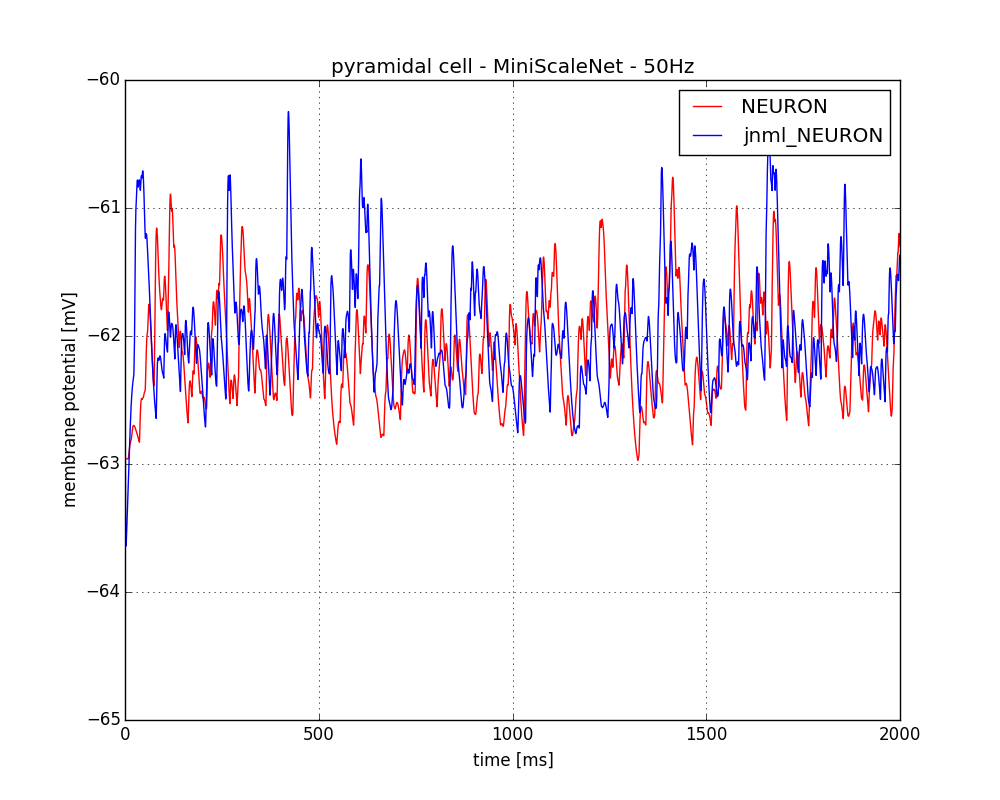 pyramidal cell - MiniScaleNet - 50Hz
NEURON
jnml_NEURON
−60
−61
−62
−63
−64
−65
membrane potential [mV]
0
500
1000
1500
2000
time [ms]